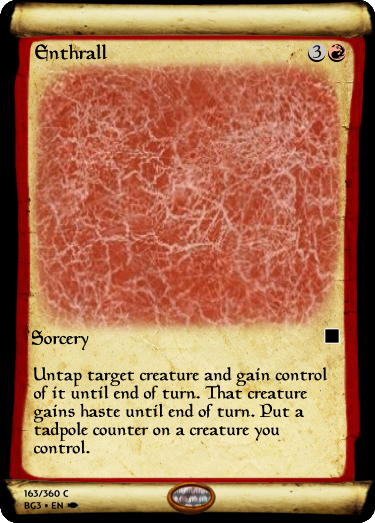 Enthrall 3
Sorcery
Untap target creature and gain control
of it until end of turn. That creature
gains haste until end of turn. Put a
tadpole counter on a creature you
control.
163/360 C
BG3 • EN